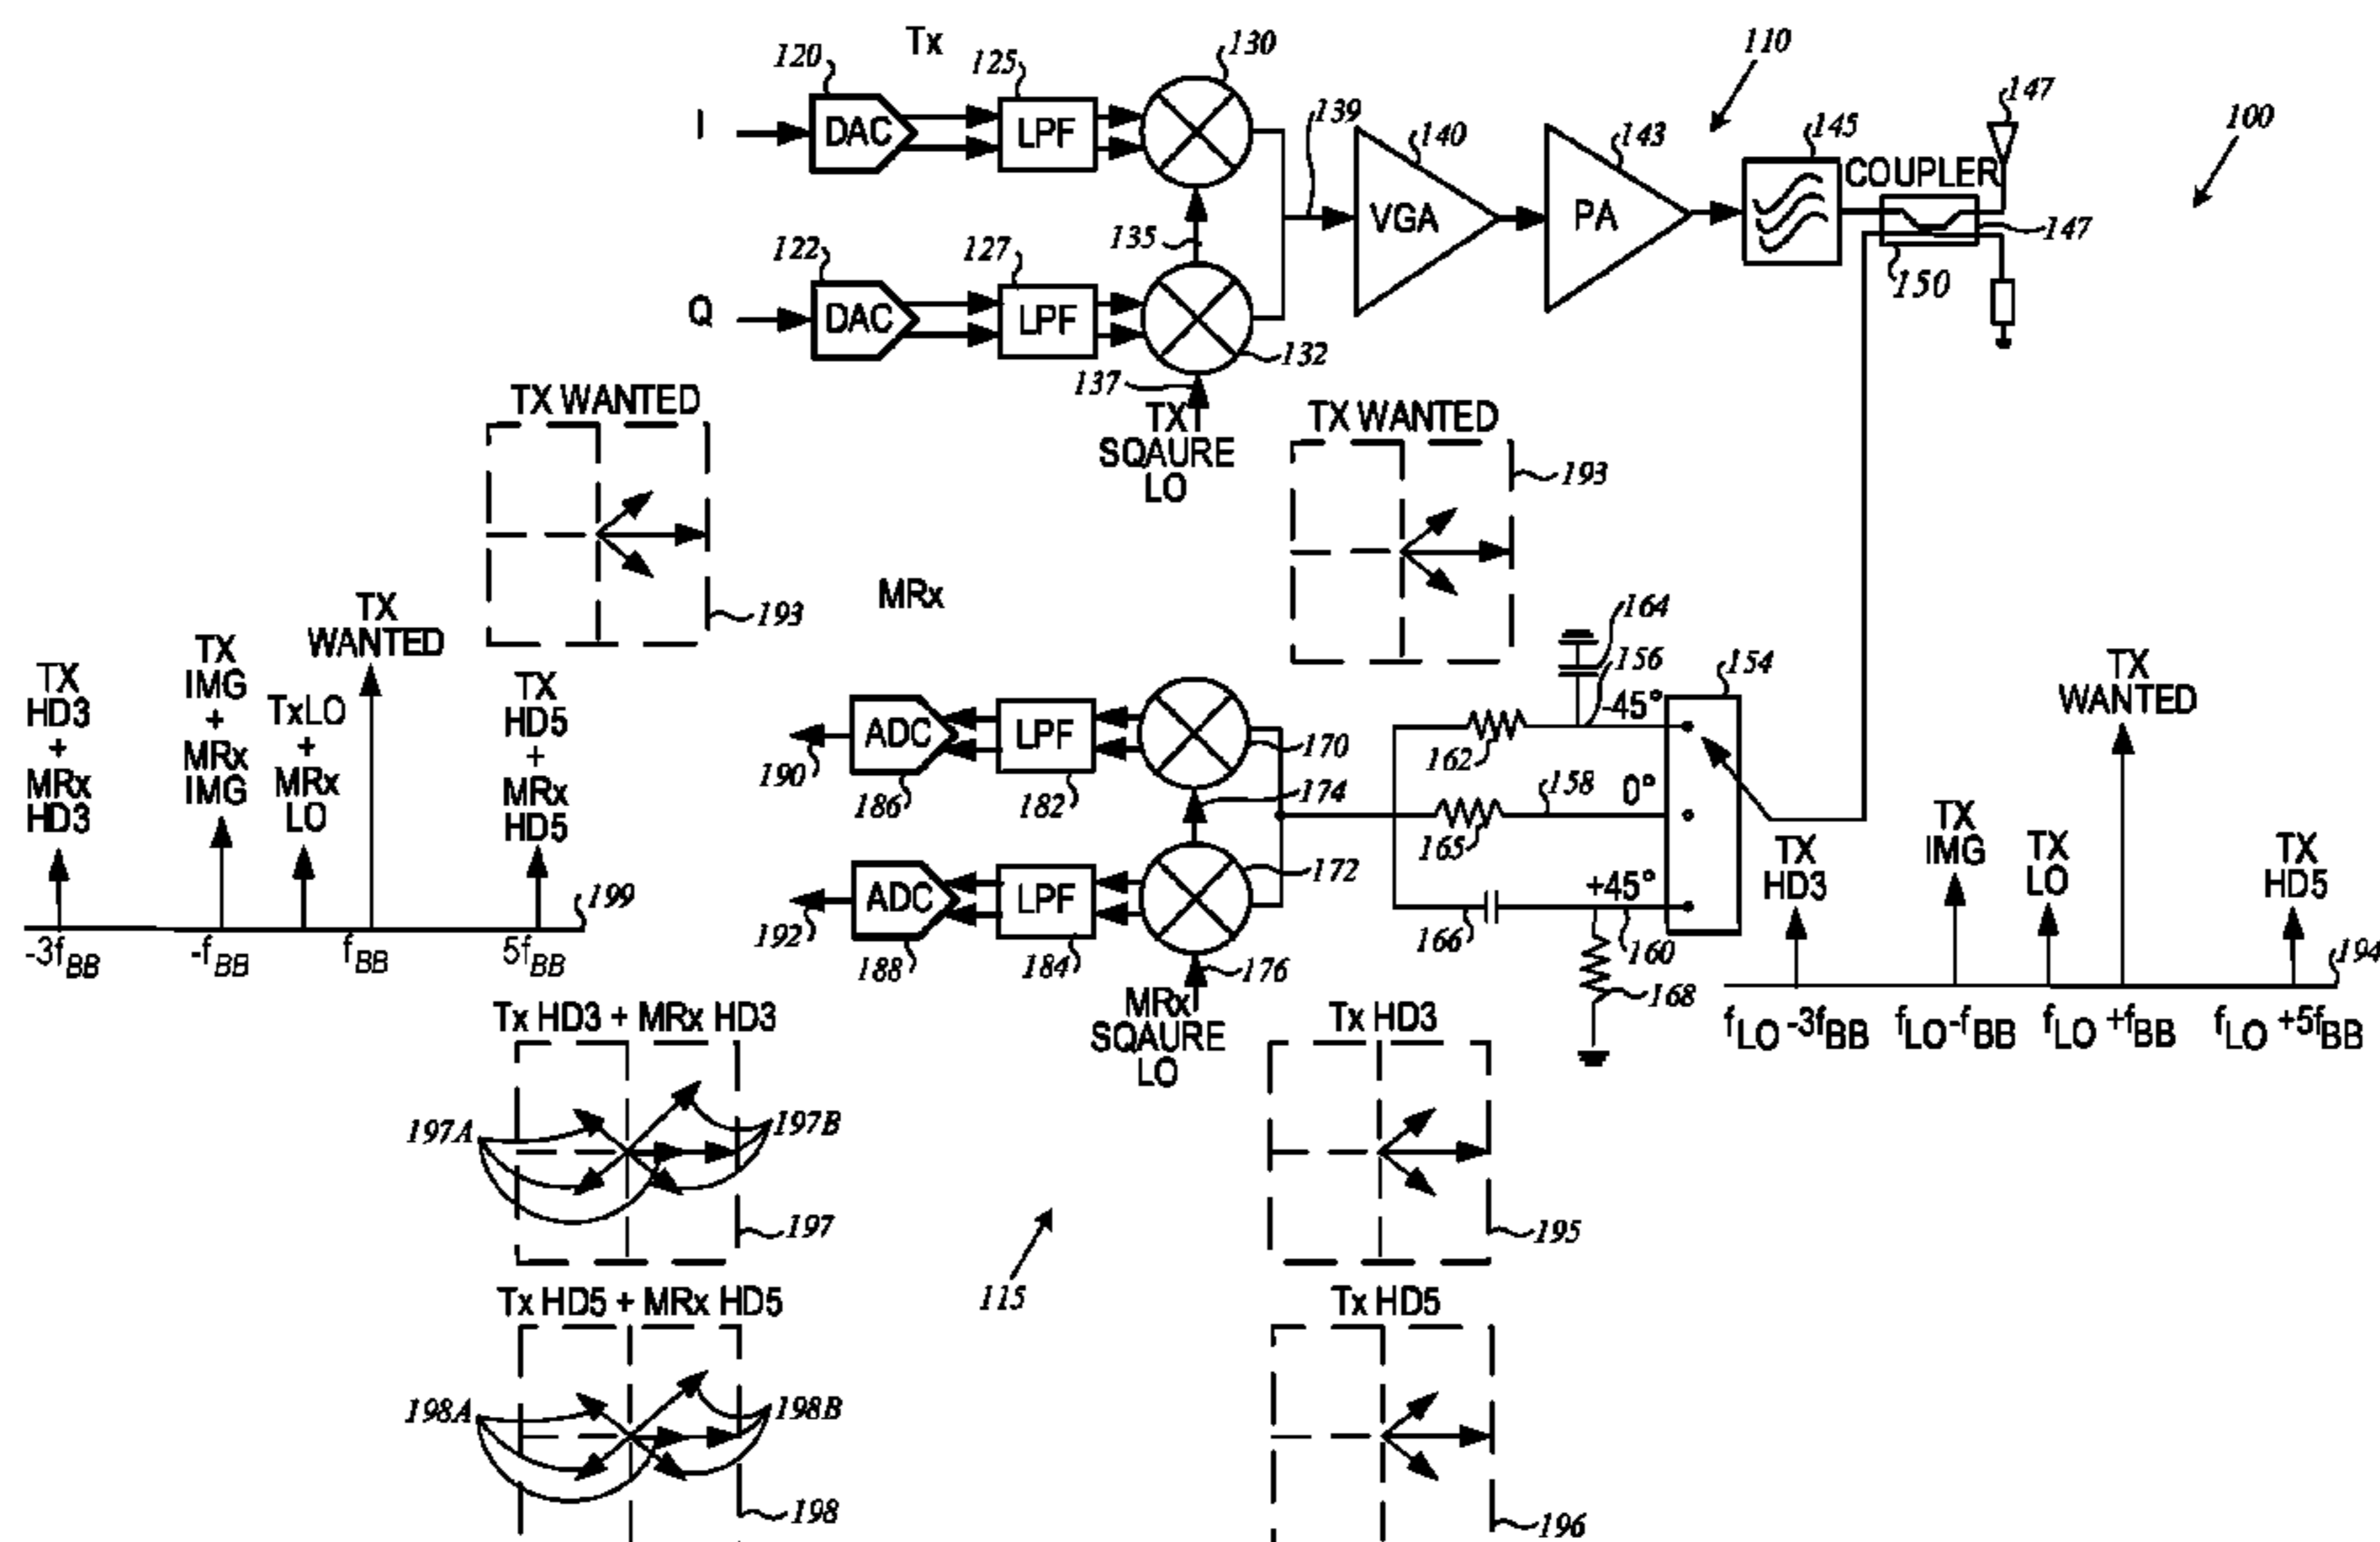 Tx
120
125
130
110
147
100
I
DAC
LPF
139
140
143
145
COUPLER
VGA
PA
135
147
150
122
127
Q
DAC
LPF
132
137
TX
SQAURE
LO
TX WANTED
193
TX WANTED
193
MRx
TX
HD3
+
MRx
HD3
TX
IMG
+
MRx
IMG
TxLO
+
MRx
LO
TX
WANTED
TX
HD5
+
MRx
HD5
199
-3fBB
-fBB
fBB
5fBB
190
ADC
186
LPF
182
170
174
192
ADC
188
LPF
184
172
176
MRx
SQAURE
LO
164
156
154
-45°
162
158
0°
165
+45°
166
160
168
TX
HD3
TX
IMG
TX
LO
TX
WANTED
TX
HD5
194
fLO -3fBB
fLO-fBB
fLO +fBB
fLO +5fBB
Tx HD3 + MRx HD3
197A
197B
197
115
Tx HD3
195
Tx HD5 + MRx HD5
198A
198B
198
Tx HD5
196